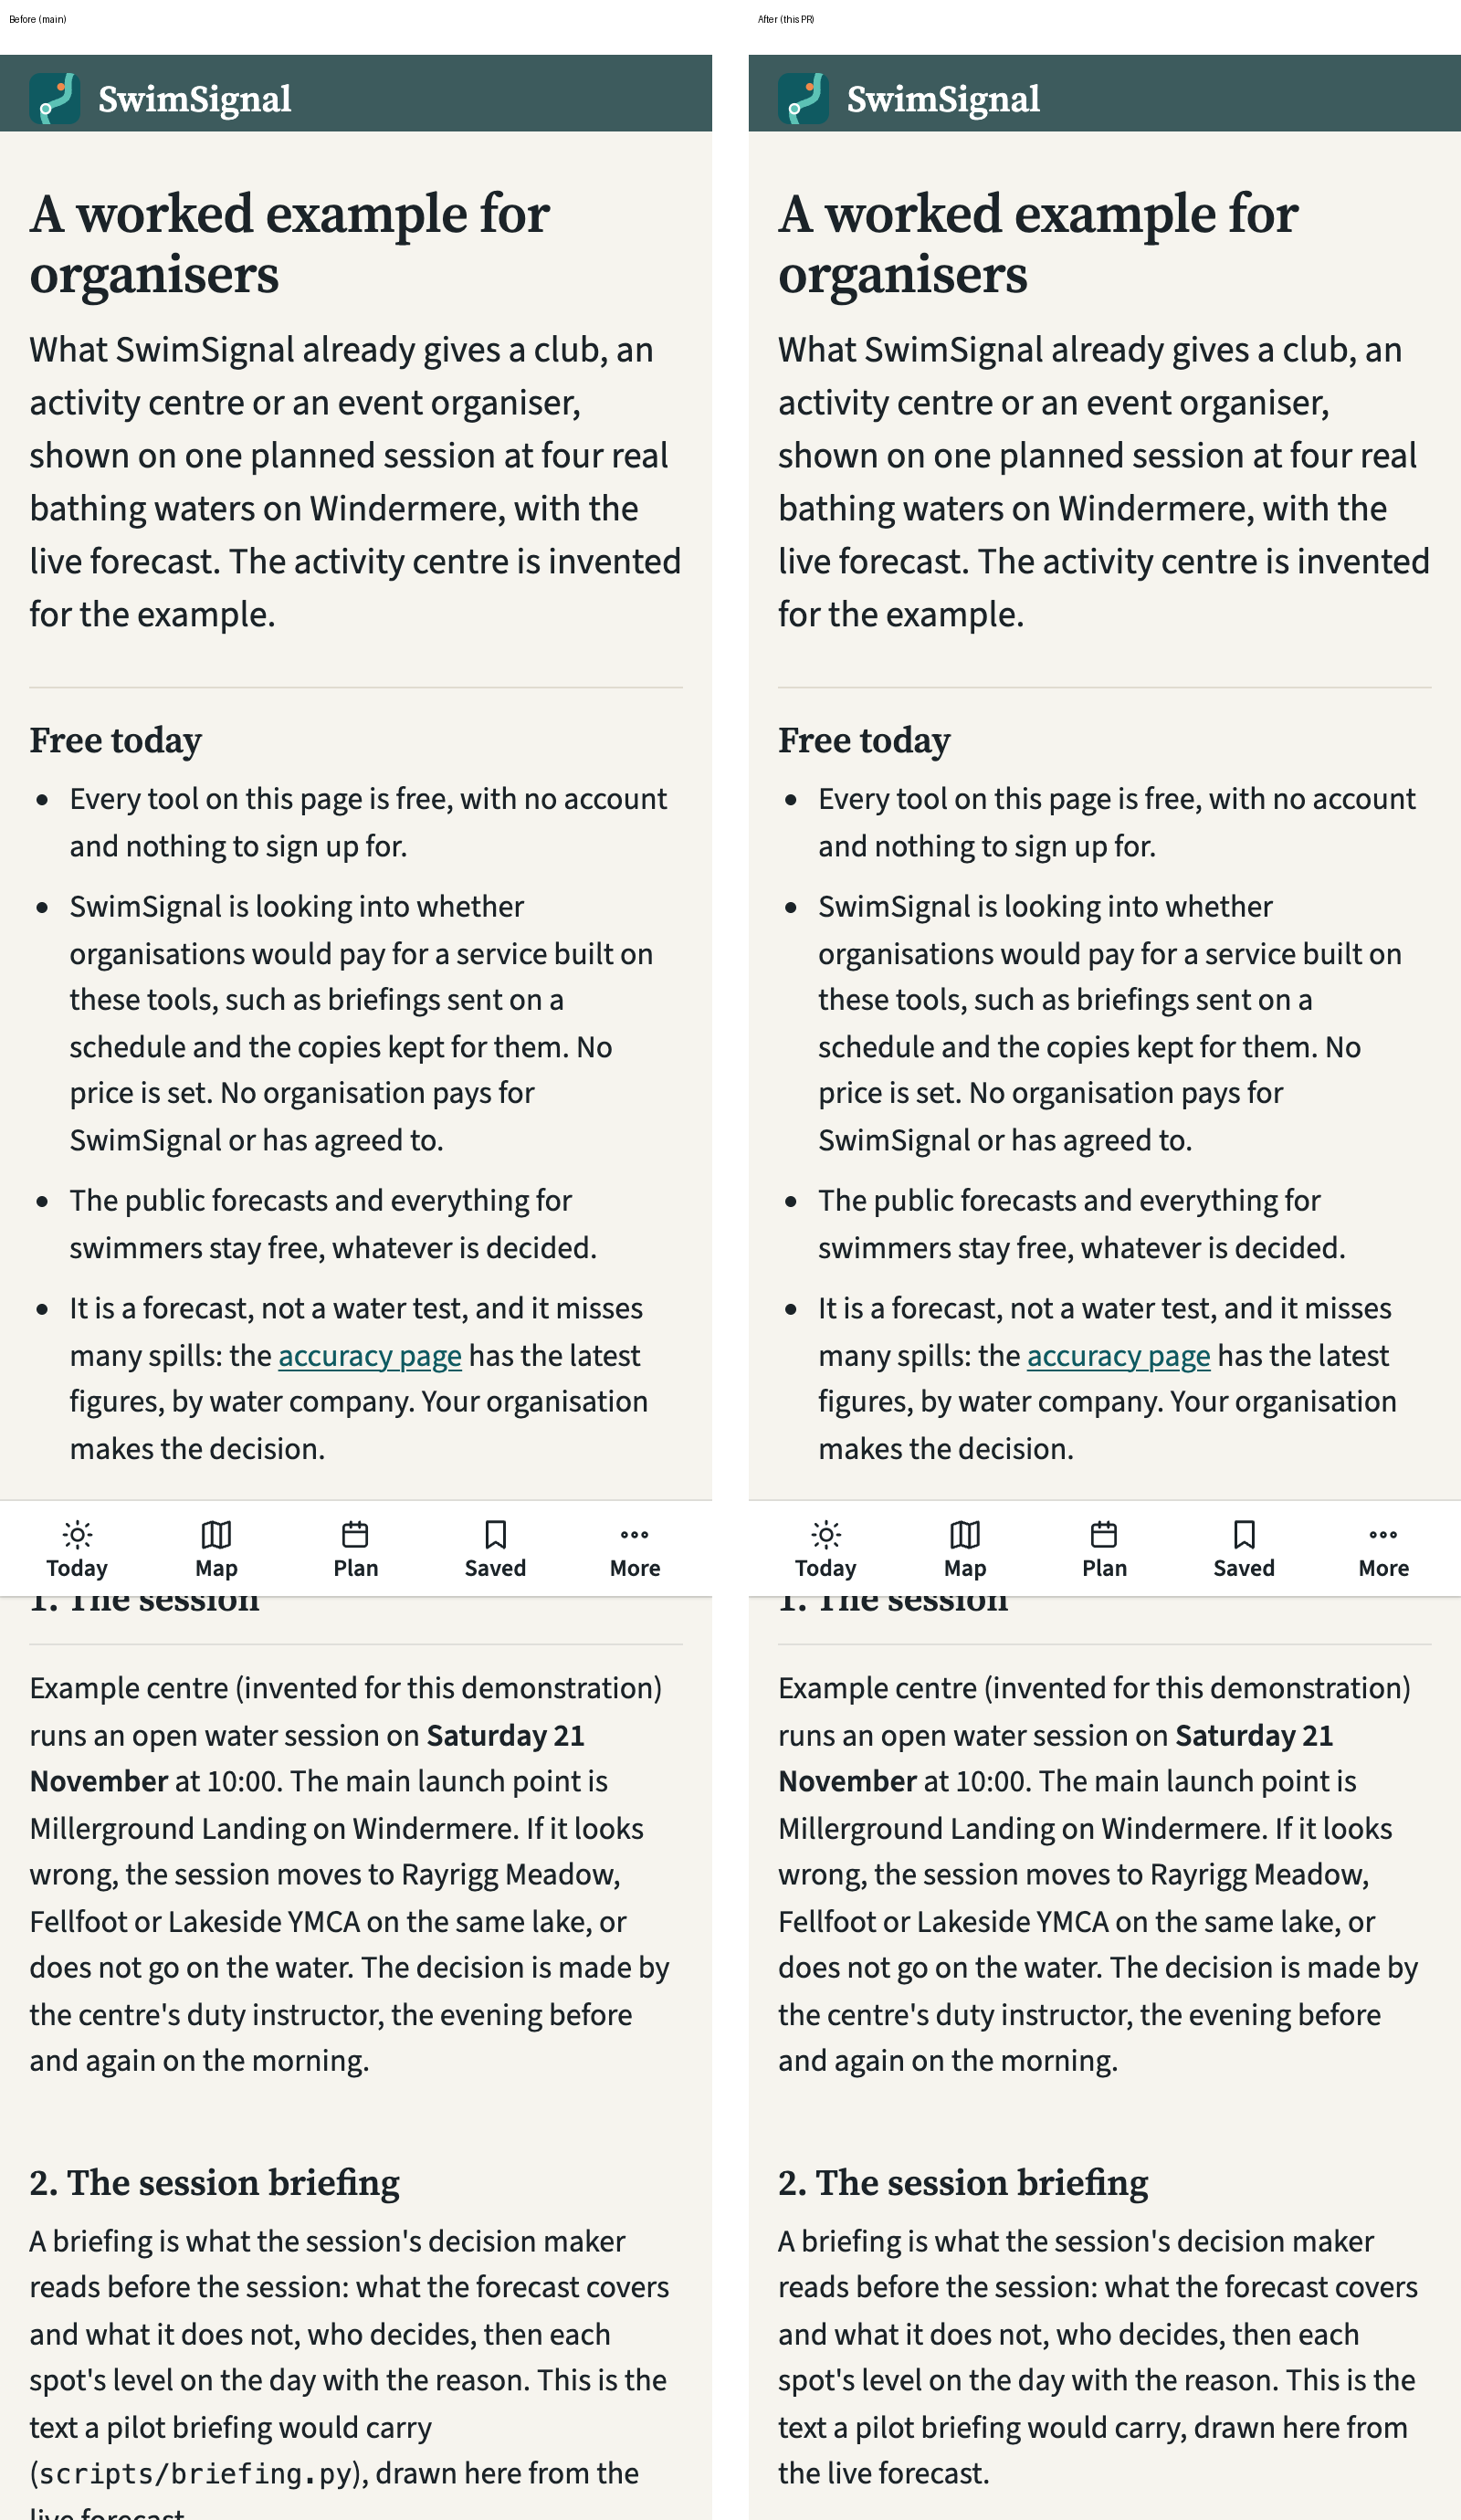 Before (main)
SwimSignal
A worked example for
organisers
What SwimSignal already gives a club, an
activity centre or an event organiser,
shown on one planned session at four real
bathing waters on Windermere, with the
live forecast. The activity centre is invented
for the example.
Free today
Every tool on this page is free, with no account
and nothing to sign up for.
SwimSignal is looking into whether
organisations would pay for a service built on
these tools, such as briefings sent on a
schedule and the copies kept for them. No
price is set. No organisation pays for
SwimSignal or has agreed to.
The public forecasts and everything for
swimmers stay free, whatever is decided.
It is a forecast, not a water test, and it misses
many spills: the accuracy page has the latest
figures, by water company. Your organisation
makes the decision.
Today Map Plan Saved More
1. The session
Example centre (invented for this demonstration)
runs an open water session on Saturday 21
November at 10:00. The main launch point is
Millerground Landing on Windermere. If it looks
wrong, the session moves to Rayrigg Meadow,
Fellfoot or Lakeside YMCA on the same lake, or
does not go on the water. The decision is made by
the centre's duty instructor, the evening before
and again on the morning.
2. The session briefing
A briefing is what the session's decision maker
reads before the session: what the forecast covers
and what it does not, who decides, then each
spot's level on the day with the reason. This is the
text a pilot briefing would carry
(scripts/briefing.py), drawn here from the
live forecast
After (this PR)
SwimSignal
A worked example for
organisers
What SwimSignal already gives a club, an
activity centre or an event organiser,
shown on one planned session at four real
bathing waters on Windermere, with the
live forecast. The activity centre is invented
for the example.
Free today
Every tool on this page is free, with no account
and nothing to sign up for.
SwimSignal is looking into whether
organisations would pay for a service built on
these tools, such as briefings sent on a
schedule and the copies kept for them. No
price is set. No organisation pays for
SwimSignal or has agreed to.
The public forecasts and everything for
swimmers stay free, whatever is decided.
It is a forecast, not a water test, and it misses
many spills: the accuracy page has the latest
figures, by water company. Your organisation
makes the decision.
Today Map Plan Saved More
1. The session
Example centre (invented for this demonstration)
runs an open water session on Saturday 21
November at 10:00. The main launch point is
Millerground Landing on Windermere. If it looks
wrong, the session moves to Rayrigg Meadow,
Fellfoot or Lakeside YMCA on the same lake, or
does not go on the water. The decision is made by
the centre's duty instructor, the evening before
and again on the morning.
2. The session briefing
A briefing is what the session's decision maker
reads before the session: what the forecast covers
and what it does not, who decides, then each
spot's level on the day with the reason. This is the
text a pilot briefing would carry, drawn here from
the live forecast.